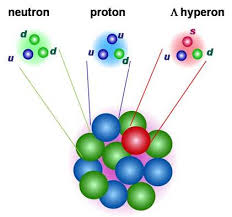 neutron proton Λ hyperon
d u s
u d u d u d